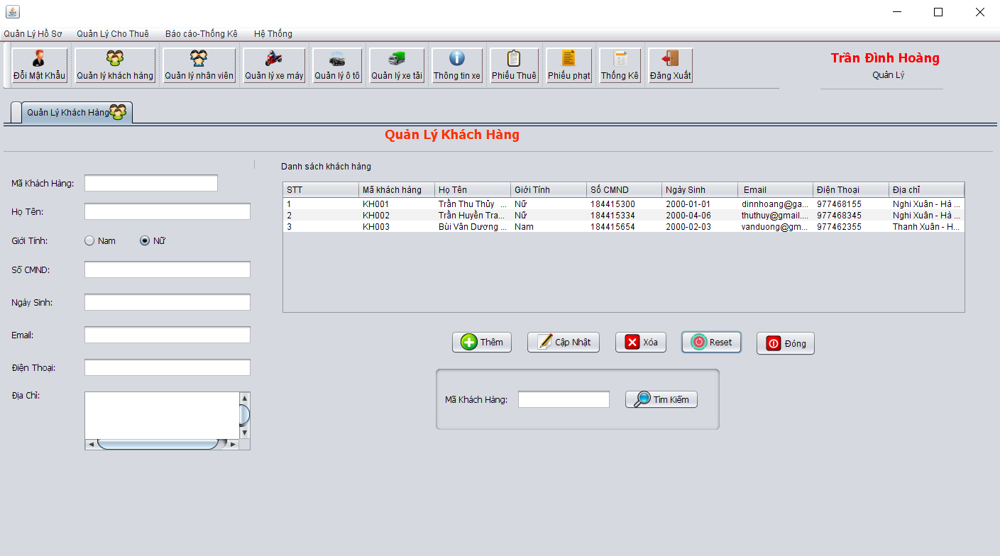 Quản Lý Hồ Sơ Quản Lý Cho Thuê Báo cáo-Thống Kê Hệ Thống
Đổi Mật Khẩu Quản lý khách hàng Quản lý nhân viên Quản lý xe máy Quản lý ô tô Quản lý xe tải Thông tin xe Phiếu Thuê Phiếu phạt Thống Kê Đăng Xuất
Trần Đình Hoàng
Quản Lý
Quản Lý Khách Hàng
Quản Lý Khách Hàng
Mã Khách Hàng:
Họ Tên:
Giới Tính: Nam Nữ
Số CMND:
Ngày Sinh:
Email:
Điện Thoại:
Địa Chỉ:
Danh sách khách hàng
STT Mã khách hàng Họ Tên Giới Tính Số CMND Ngày Sinh Email Điện Thoại Địa chỉ
1 KH001 Trần Thu Thủy ... Nữ 184415300 2000-01-01 dinnhoang@ga... 977468155 Nghi Xuân - Hà ...
2 KH002 Trần Huyền Tra... Nữ 184415334 2000-04-06 thuthuy@gmail.... 977468345 Nghi Xuân - Hà ...
3 KH003 Bùi Văn Dương ... Nam 184415654 2000-02-03 vanduong@gm... 977462355 Thanh Xuân - H...
Thêm Cập Nhật Xóa Reset Đóng
Mã Khách Hàng: Tìm Kiếm